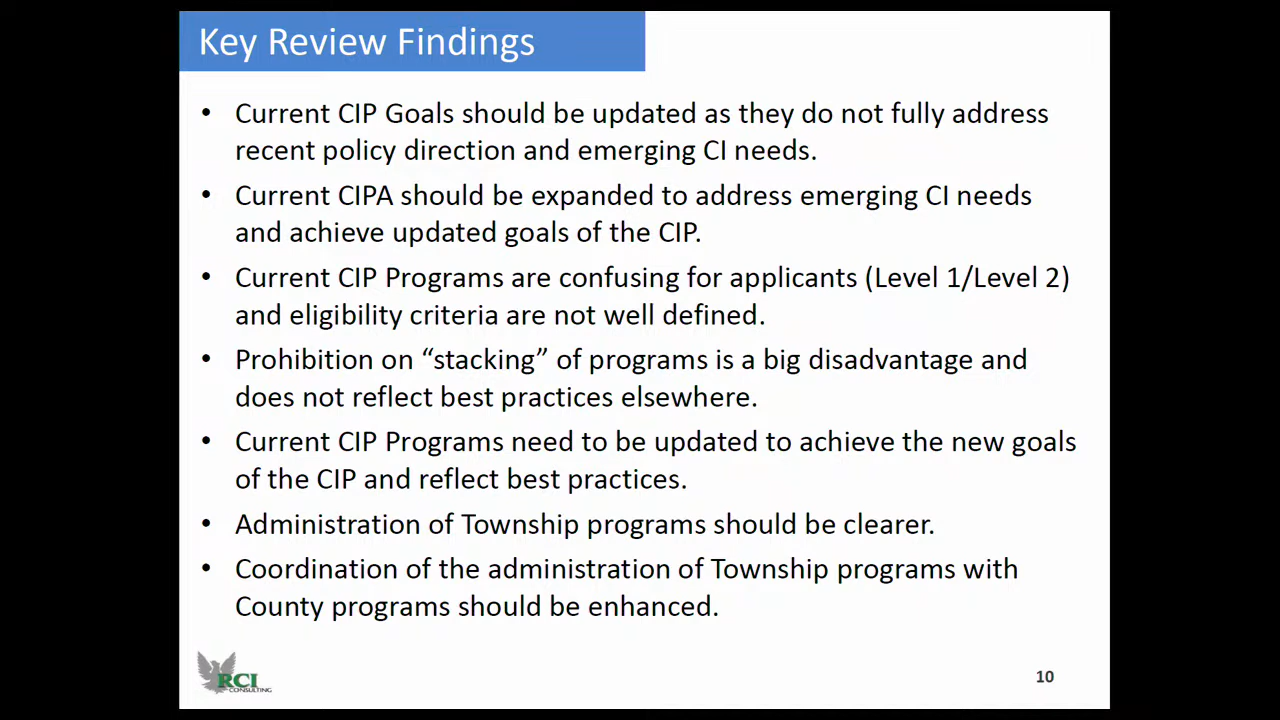 Key Review Findings
• Current CIP Goals should be updated as they do not fully address
recent policy direction and emerging CI needs.
• Current CIPA should be expanded to address emerging CI needs
and achieve updated goals of the CIP.
• Current CIP Programs are confusing for applicants (Level 1/Level 2)
and eligibility criteria are not well defined.
• Prohibition on “stacking” of programs is a big disadvantage and
does not reflect best practices elsewhere.
• Current CIP Programs need to be updated to achieve the new goals
of the CIP and reflect best practices.
• Administration of Township programs should be clearer.
• Coordination of the administration of Township programs with
County programs should be enhanced.
RCI
CONSULTING
10